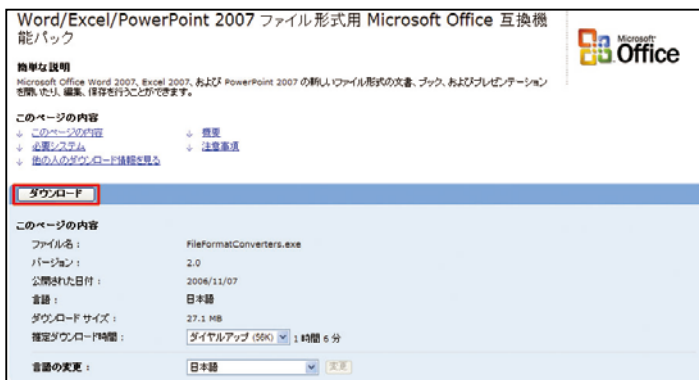 Word/Excel/PowerPoint 2007 ファイル形式用 Microsoft Office 互換機
能パック
Microsoft
Office
簡単な説明
Microsoft Office Word 2007、Excel 2007、および PowerPoint 2007 の新しいファイル形式の文書、ブック、およびプレゼンテーション
を開いたり、編集、保存を行うことができます。
このページの内容
↓ このページの内容 ↓ 概要
↓ 必要システム ↓ 注意事項
↓ 他の人のダウンロード情報を見る
ダウンロード
このページの内容
ファイル名： FileFormatConverters.exe
バージョン： 2.0
公開された日付： 2006/11/07
言語： 日本語
ダウンロード サイズ： 27.1 MB
推定ダウンロード時間： ダイヤルアップ (56K) 1 時間 6 分
言語の変更： 日本語 変更